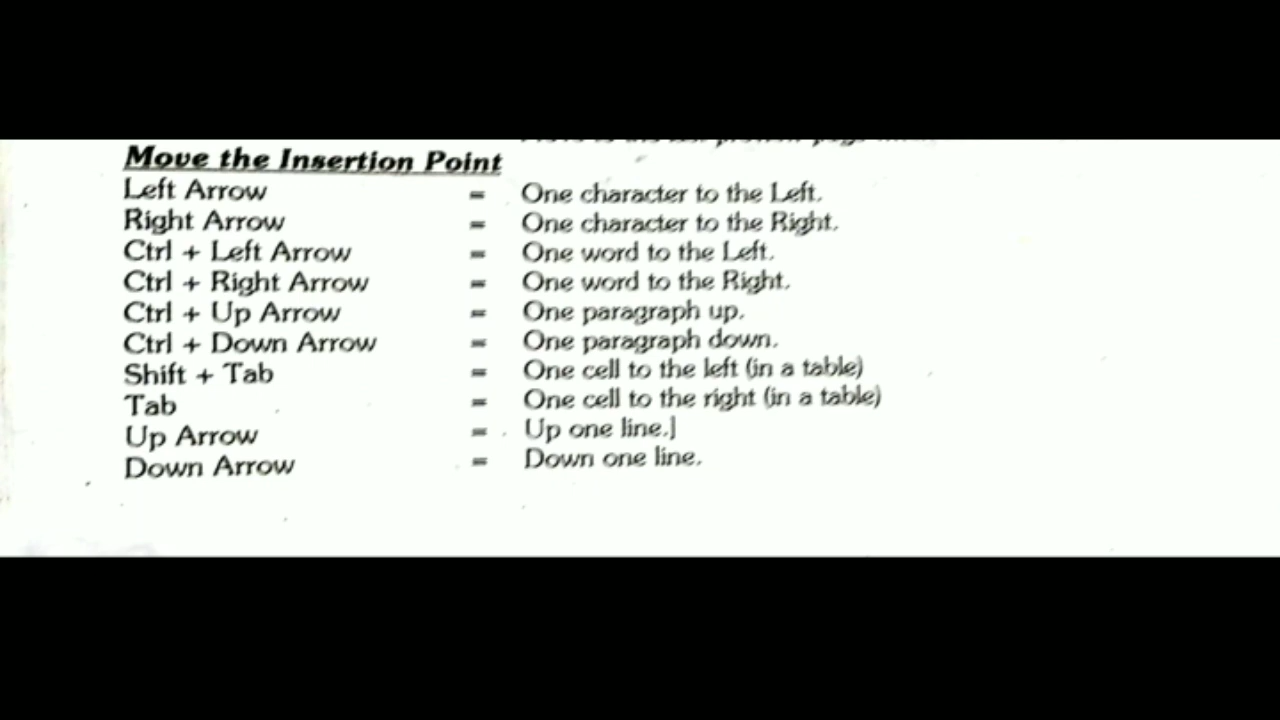 Move the Insertion Point
Left Arrow = One character to the Left.
Right Arrow = One character to the Right.
Ctrl + Left Arrow = One word to the Left.
Ctrl + Right Arrow = One word to the Right.
Ctrl + Up Arrow = One paragraph up.
Ctrl + Down Arrow = One paragraph down.
Shift + Tab = One cell to the left (in a table)
Tab = One cell to the right (in a table)
Up Arrow = Up one line.]
Down Arrow = Down one line.